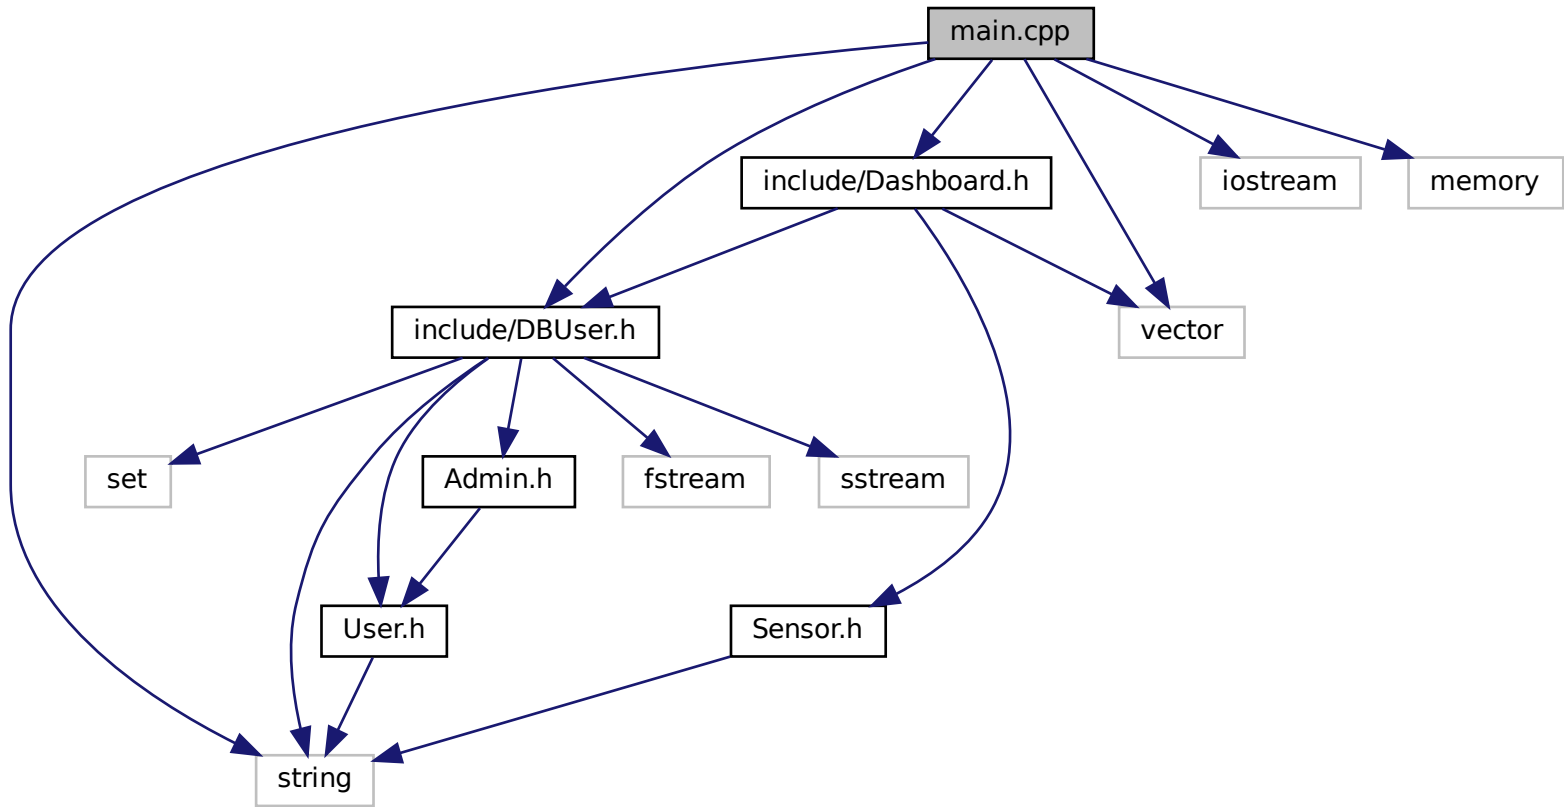 main.cpp
include/Dashboard.h
iostream
memory
include/DBUser.h
vector
set
Admin.h
fstream
sstream
User.h
Sensor.h
string